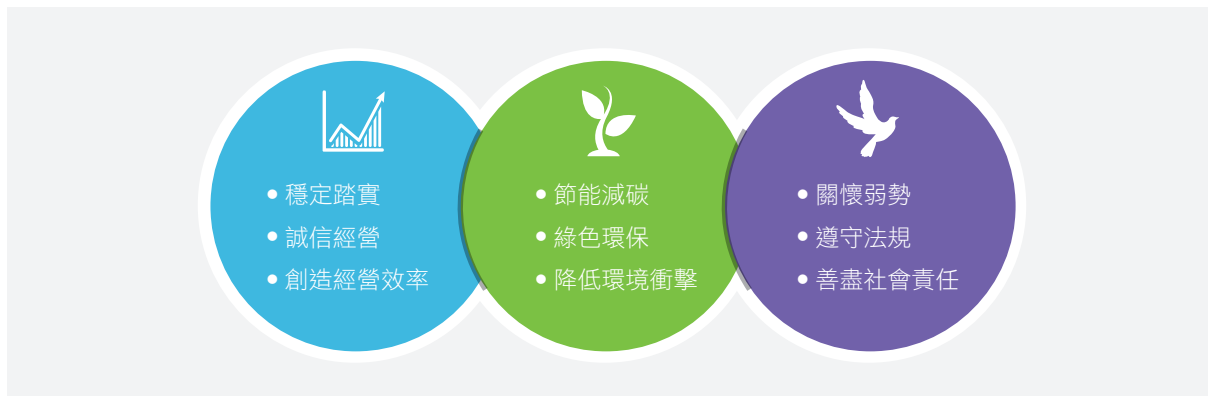 • 穩定踏實
• 誠信經營
• 創造經營效率
• 節能減碳
• 綠色環保
• 降低環境衝擊
• 關懷弱勢
• 遵守法規
• 善盡社會責任